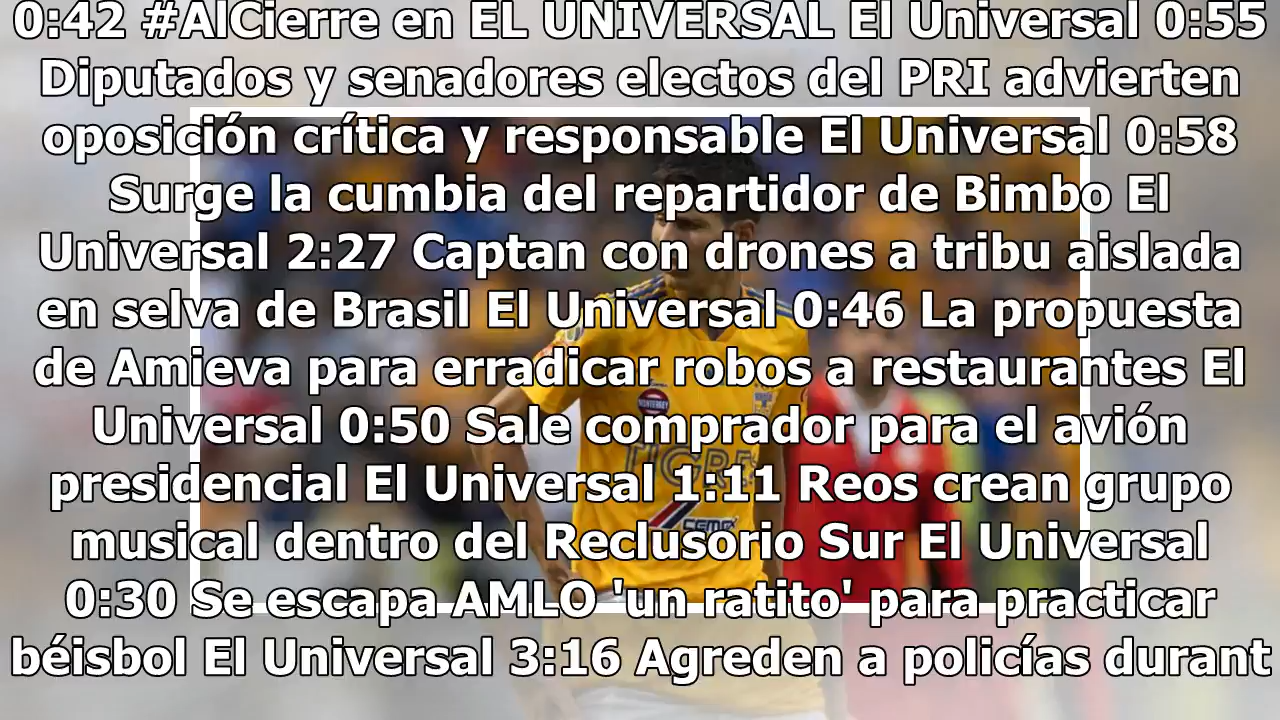 0:42 #AlCierre en EL UNIVERSAL El Universal 0:55
Diputados y senadores electos del PRI advierten
oposición crítica y responsable El Universal 0:58
Surge la cumbia del repartidor de Bimbo El
Universal 2:27 Captan con drones a tribu aislada
en selva de Brasil El Universal 0:46 La propuesta
de Amieva para erradicar robos a restaurantes El
Universal 0:50 Sale comprador para el avión
presidencial El Universal 1:11 Reos crean grupo
musical dentro del Reclusorio Sur El Universal
0:30 Se escapa AMLO 'un ratito' para practicar
béisbol El Universal 3:16 Agreden a policías durant
MONTERREY
TIGRES
CEMEX